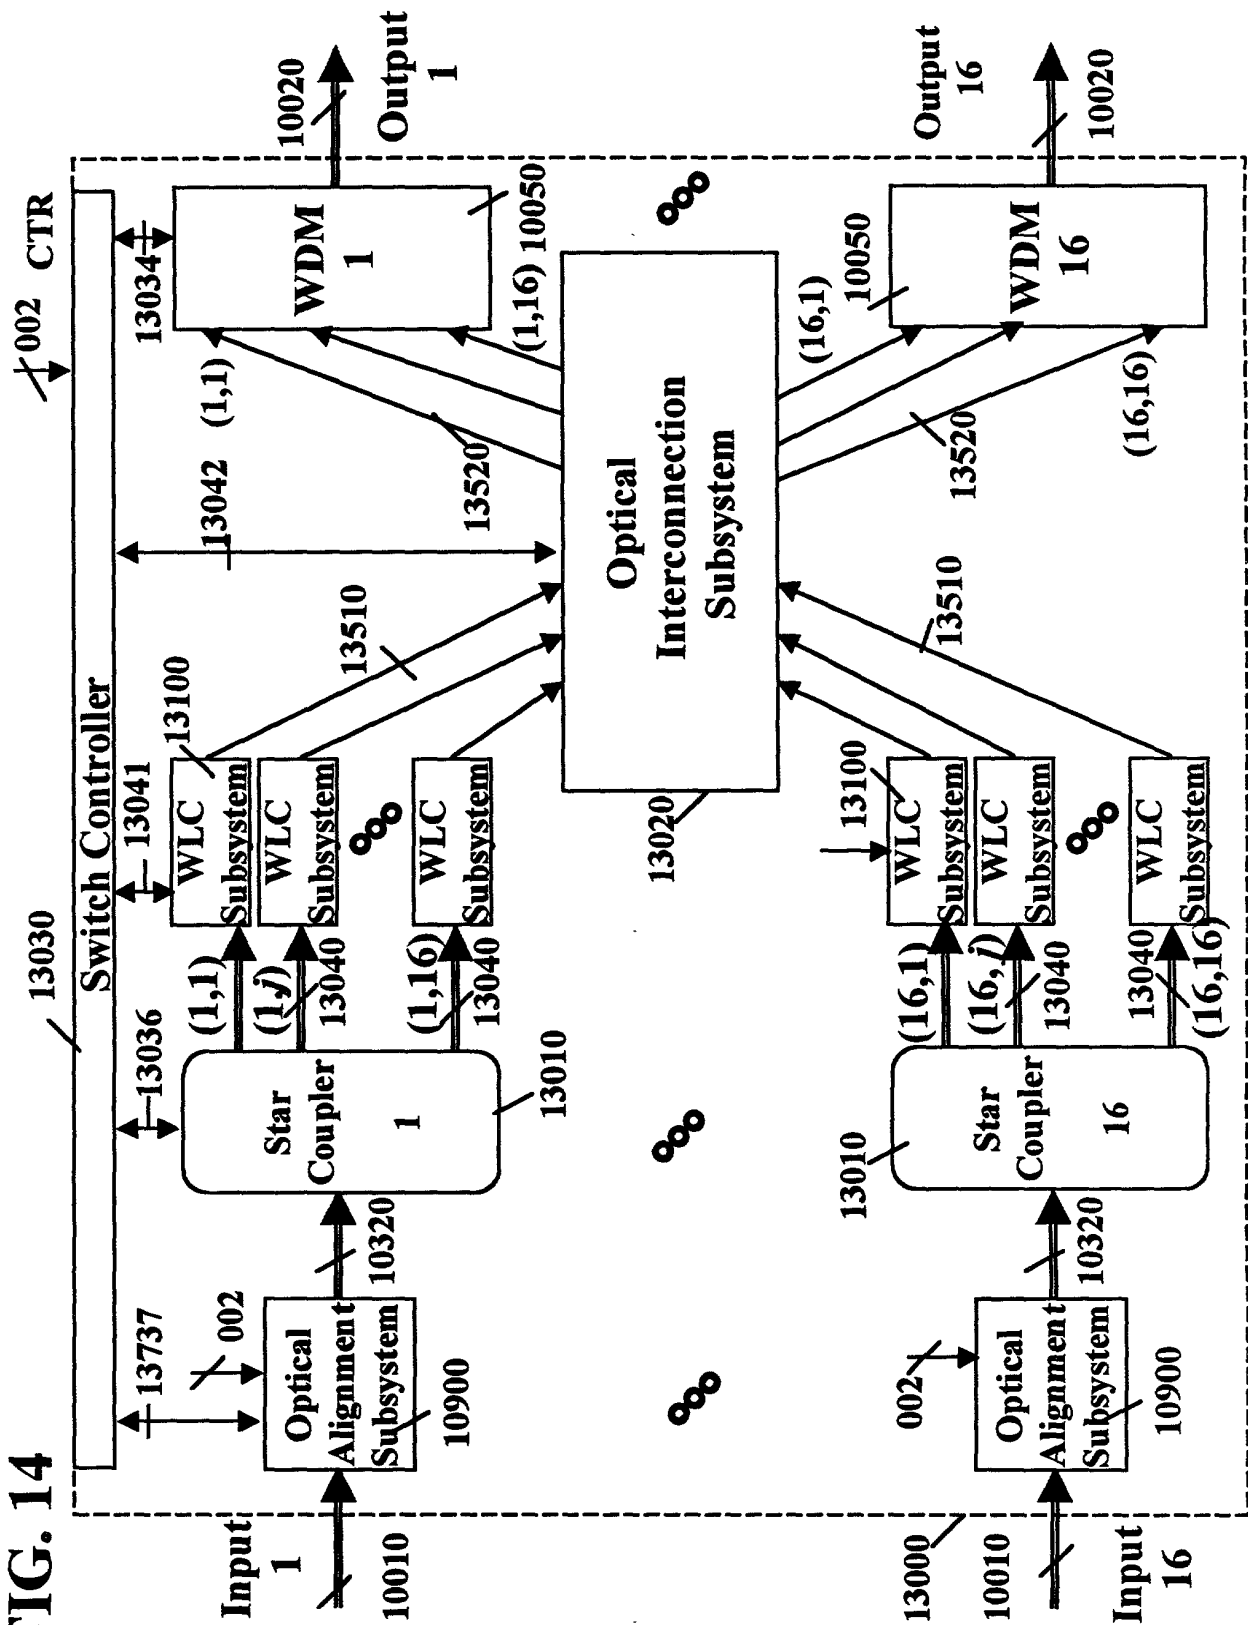 FIG. 14
002 CTR
13030
Switch Controller
13737
13036
13041
13042
13034
Input
1
10010
002
Optical
Alignment
Subsystem
10900
10320
Star
Coupler
1
13010
(1,1)
(1,j)
13040
(1,16)
13040
13100
WLC
Subsystem
WLC
Subsystem
WLC
Subsystem
13510
(1,1)
13520
(1,16)
WDM
1
10050
10020
Output
1
13020
Optical
Interconnection
Subsystem
13000
Input
16
10010
002
Optical
Alignment
Subsystem
10900
10320
13010
Star
Coupler
16
(16,1)
(16,j)
13040
13040
(16,16)
13100
WLC
Subsystem
WLC
Subsystem
WLC
Subsystem
13510
(16,1)
13520
(16,16)
10050
WDM
16
Output
16
10020